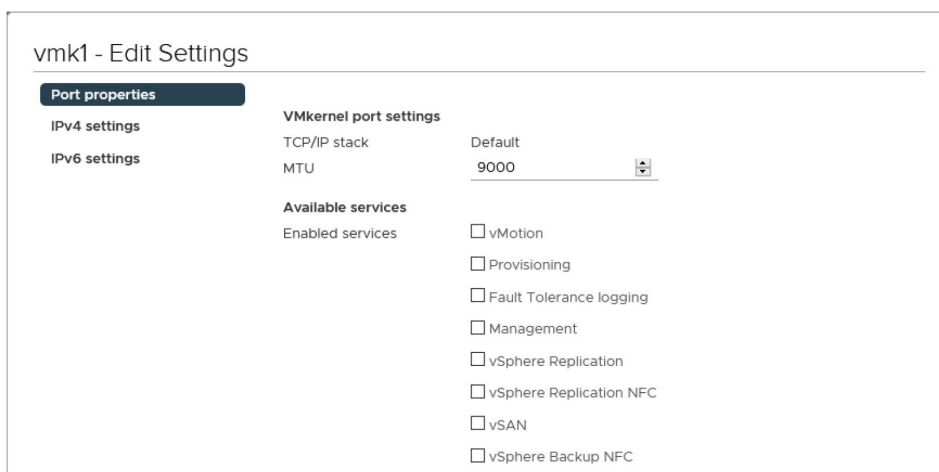 vmk1 - Edit Settings
Port properties
IPv4 settings
IPv6 settings
VMkernel port settings
TCP/IP stack Default
MTU 9000
Available services
Enabled services vMotion
Provisioning
Fault Tolerance logging
Management
vSphere Replication
vSphere Replication NFC
vSAN
vSphere Backup NFC